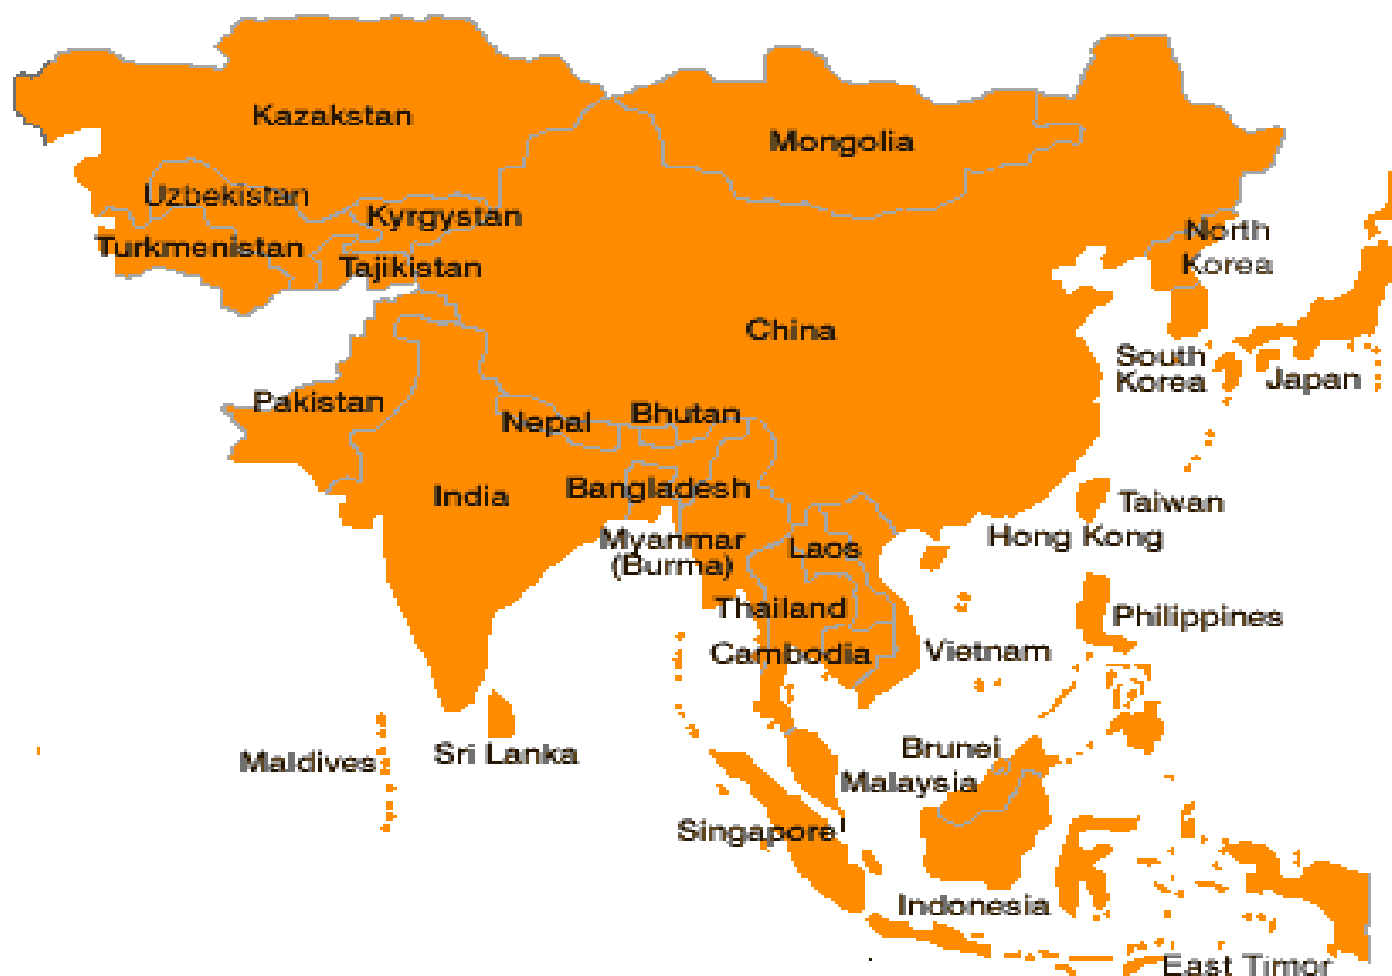 Kazakstan
Mongolia
Uzbekistan
Kyrgystan
North
Korea
Turkmenistan
Tajikistan
China
South
Korea
Japan
Pakistan
Nepal
Bhutan
India
Bangladesh
Taiwan
Hong Kong
Myanmar
(Burma)
Laos
Thailand
Philippines
Cambodia
Vietnam
Maldives
Sri Lanka
Brunei
Malaysia
Singapore
Indonesia
East Timor